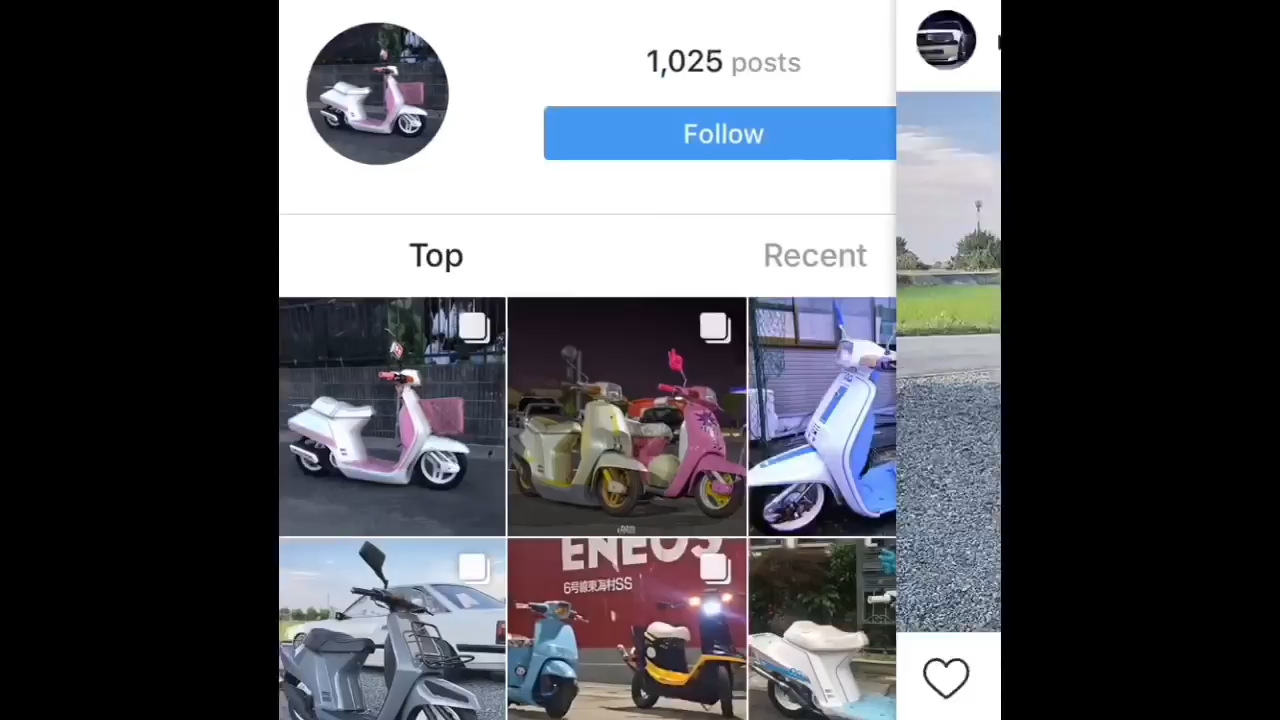 1,025 posts
Follow
Top
Recent
ENEOS
6号線東海村SS